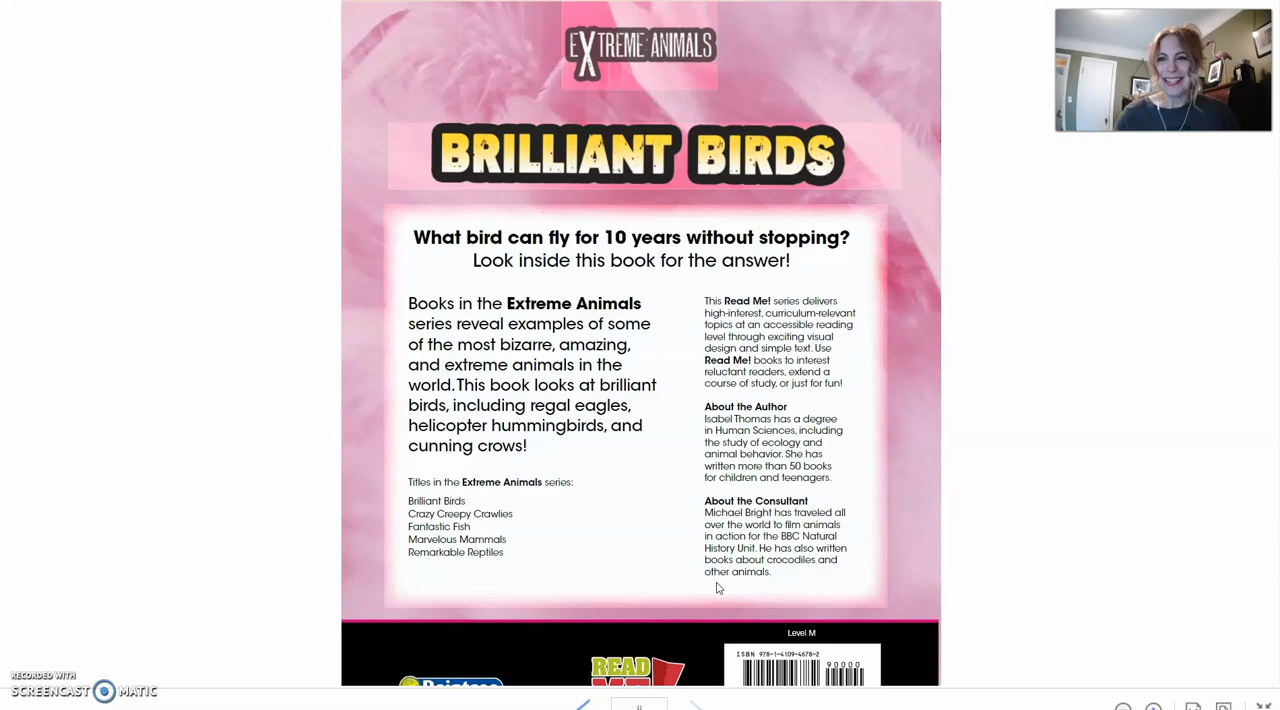 EXTREME ANIMALS
BRILLIANT BIRDS
What bird can fly for 10 years without stopping?
Look inside this book for the answer!
Books in the Extreme Animals
series reveal examples of some
of the most bizarre, amazing,
and extreme animals in the
world. This book looks at brilliant
birds, including regal eagles,
helicopter hummingbirds, and
cunning crows!
Titles in the Extreme Animals series:
Brilliant Birds
Crazy Creepy Crawlies
Fantastic Fish
Marvelous Mammals
Remarkable Reptiles
This Read Me! series delivers
high-interest, curriculum-relevant
topics at an accessible reading
level through exciting visual
design and simple text. Use
Read Me! books to interest
reluctant readers, extend a
course of study, or just for fun!
About the Author
Isabel Thomas has a degree
in Human Sciences, including
the study of ecology and
animal behavior. She has
written more than 50 books
for children and teenagers.
About the Consultant
Michael Bright has traveled all
over the world to film animals
in action for the BBC Natural
History Unit. He has also written
books about crocodiles and
other animals.
Level M
ISBN 978-1-4109-4678-2
90000
READ
RECORDED WITH
SCREENCAST MATIC